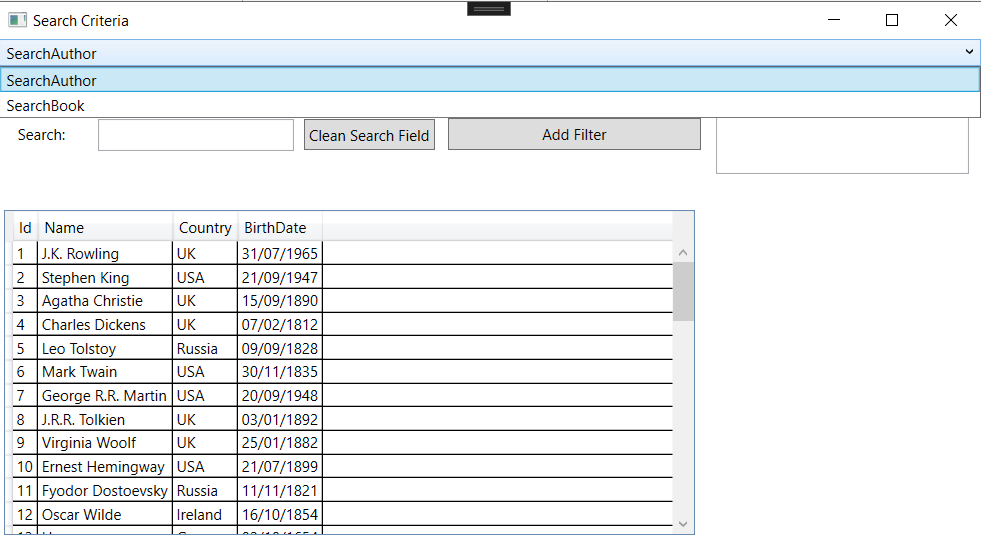 Search Criteria
SearchAuthor
SearchAuthor
SearchBook
Search: Clean Search Field Add Filter
Id Name Country BirthDate
1 J.K. Rowling UK 31/07/1965
2 Stephen King USA 21/09/1947
3 Agatha Christie UK 15/09/1890
4 Charles Dickens UK 07/02/1812
5 Leo Tolstoy Russia 09/09/1828
6 Mark Twain USA 30/11/1835
7 George R.R. Martin USA 20/09/1948
8 J.R.R. Tolkien UK 03/01/1892
9 Virginia Woolf UK 25/01/1882
10 Ernest Hemingway USA 21/07/1899
11 Fyodor Dostoevsky Russia 11/11/1821
12 Oscar Wilde Ireland 16/10/1854